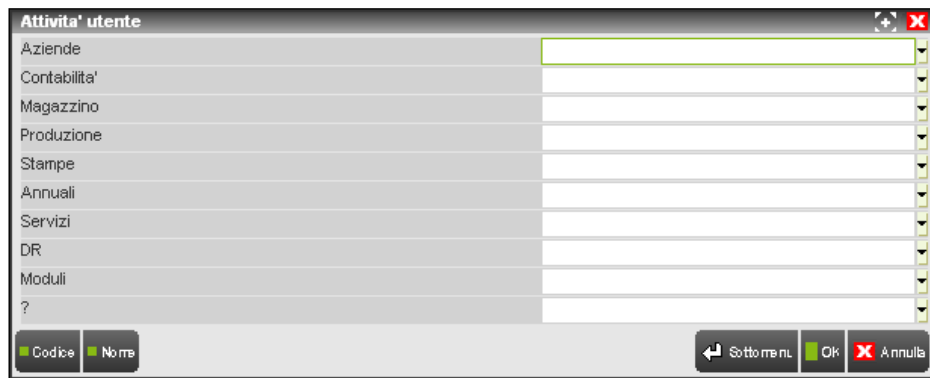 Attivita' utente
Aziende
Contabilita'
Magazzino
Produzione
Stampe
Annuali
Servizi
DR
Moduli
?
Codice Nome Sottomenu Ok Annulla